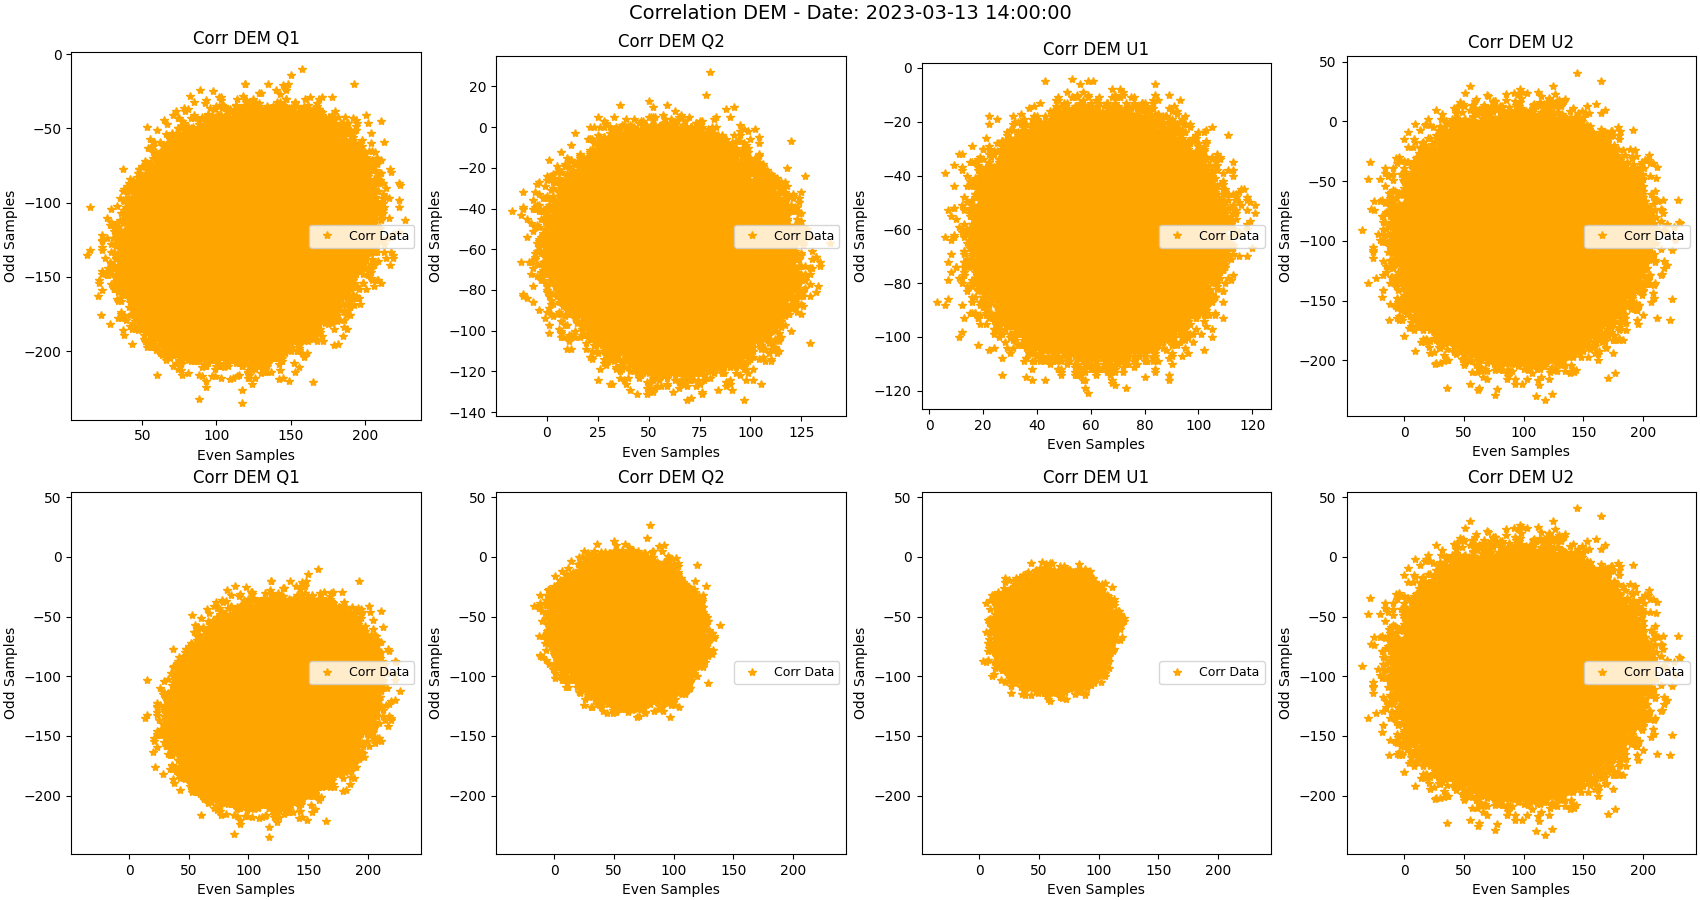 Correlation DEM - Date: 2023-03-13 14:00:00
Corr DEM Q1
0
−50
−100
−150
−200
50 100 150 200
Odd Samples
Even Samples
Corr Data
Corr DEM Q2
20
0
−20
−40
−60
−80
−100
−120
−140
0 25 50 75 100 125
Odd Samples
Even Samples
Corr Data
Corr DEM U1
0
−20
−40
−60
−80
−100
−120
0 20 40 60 80 100 120
Odd Samples
Even Samples
Corr Data
Corr DEM U2
50
0
−50
−100
−150
−200
0 50 100 150 200
Odd Samples
Even Samples
Corr Data
Corr DEM Q1
50
0
−50
−100
−150
−200
0 50 100 150 200
Odd Samples
Even Samples
Corr Data
Corr DEM Q2
50
0
−50
−100
−150
−200
0 50 100 150 200
Odd Samples
Even Samples
Corr Data
Corr DEM U1
50
0
−50
−100
−150
−200
0 50 100 150 200
Odd Samples
Even Samples
Corr Data
Corr DEM U2
50
0
−50
−100
−150
−200
0 50 100 150 200
Odd Samples
Even Samples
Corr Data